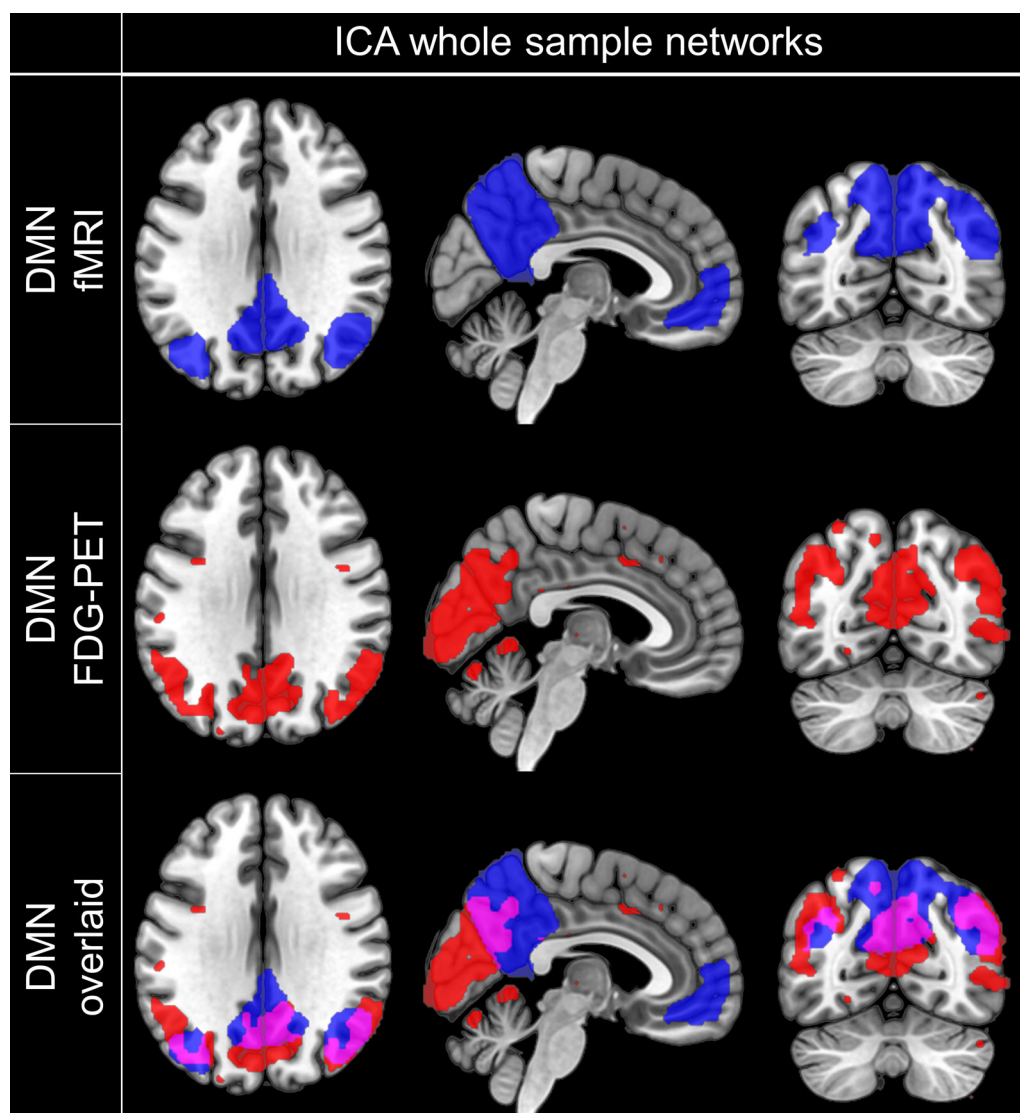 ICA whole sample networks
DMN
fMRI
DMN
FDG-PET
DMN
overlaid